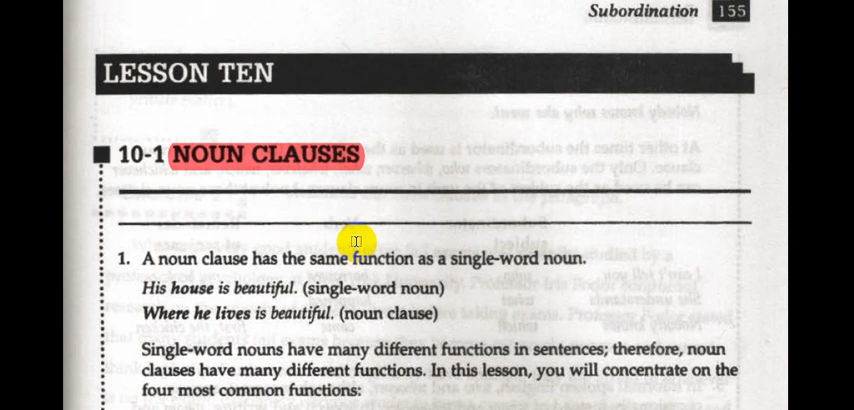 Subordination 155
LESSON TEN
10-1 NOUN CLAUSES
1. A noun clause has the same function as a single-word noun.
His house is beautiful. (single-word noun)
Where he lives is beautiful. (noun clause)
Single-word nouns have many different functions in sentences; therefore, noun
clauses have many different functions. In this lesson, you will concentrate on the
four most common functions: